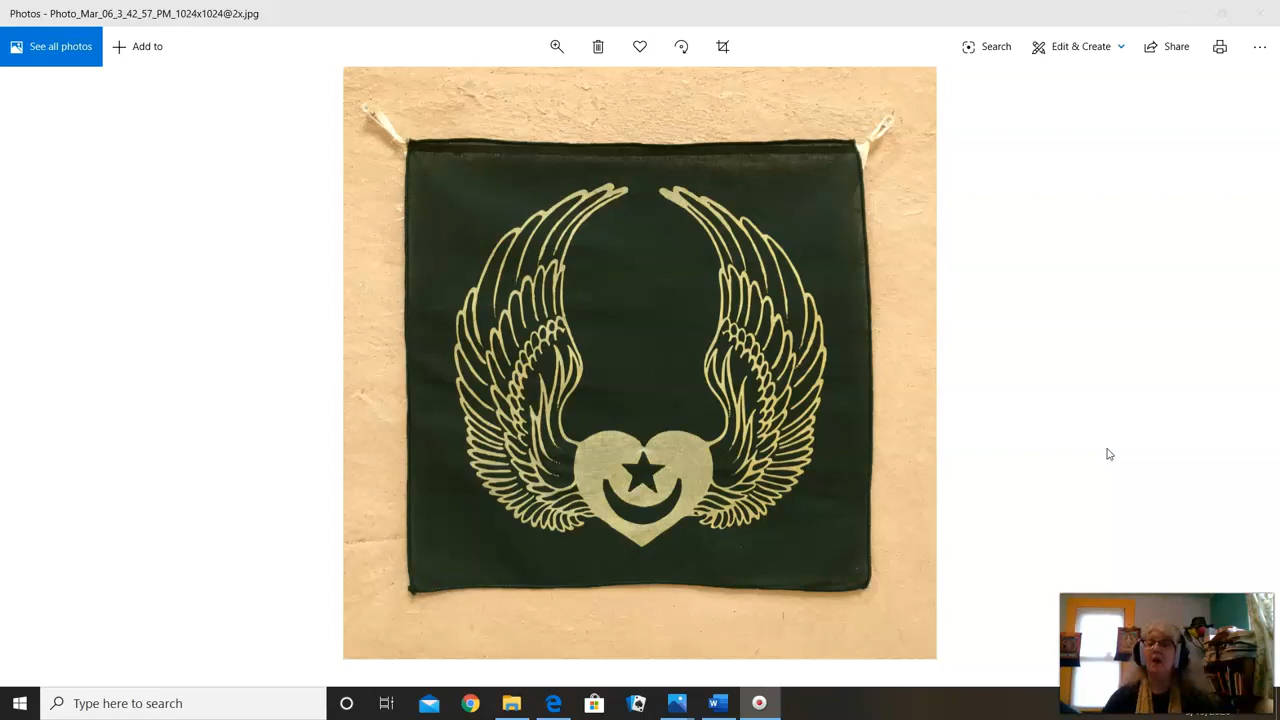 Photos - Photo_Mar_06_3_42_57_PM_1024x1024@2x.jpg
See all photos
Add to
Search
Edit & Create
Share
Type here to search